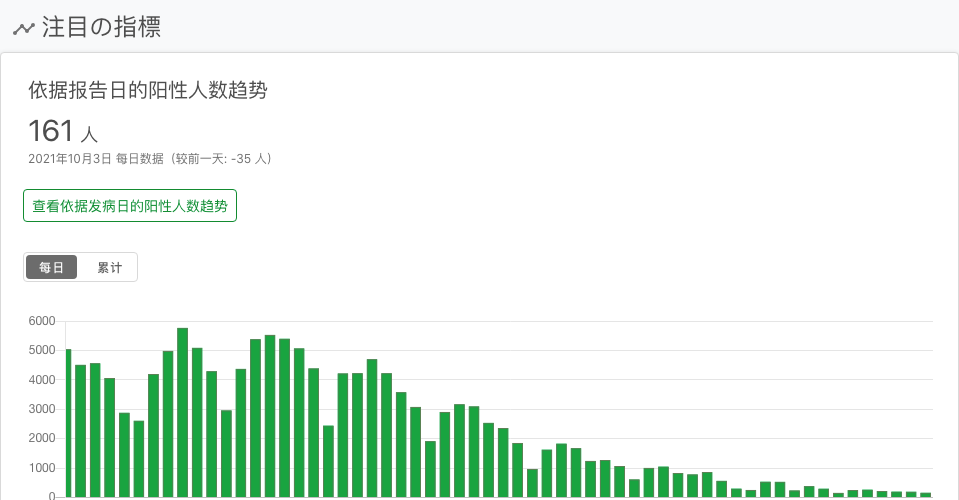 注目の指標
依据报告日的阳性人数趋势
161 人
2021年10月3日 每日数据（较前一天: -35 人）
查看依据发病日的阳性人数趋势
每日 累计
6000
5000
4000
3000
2000
1000
0